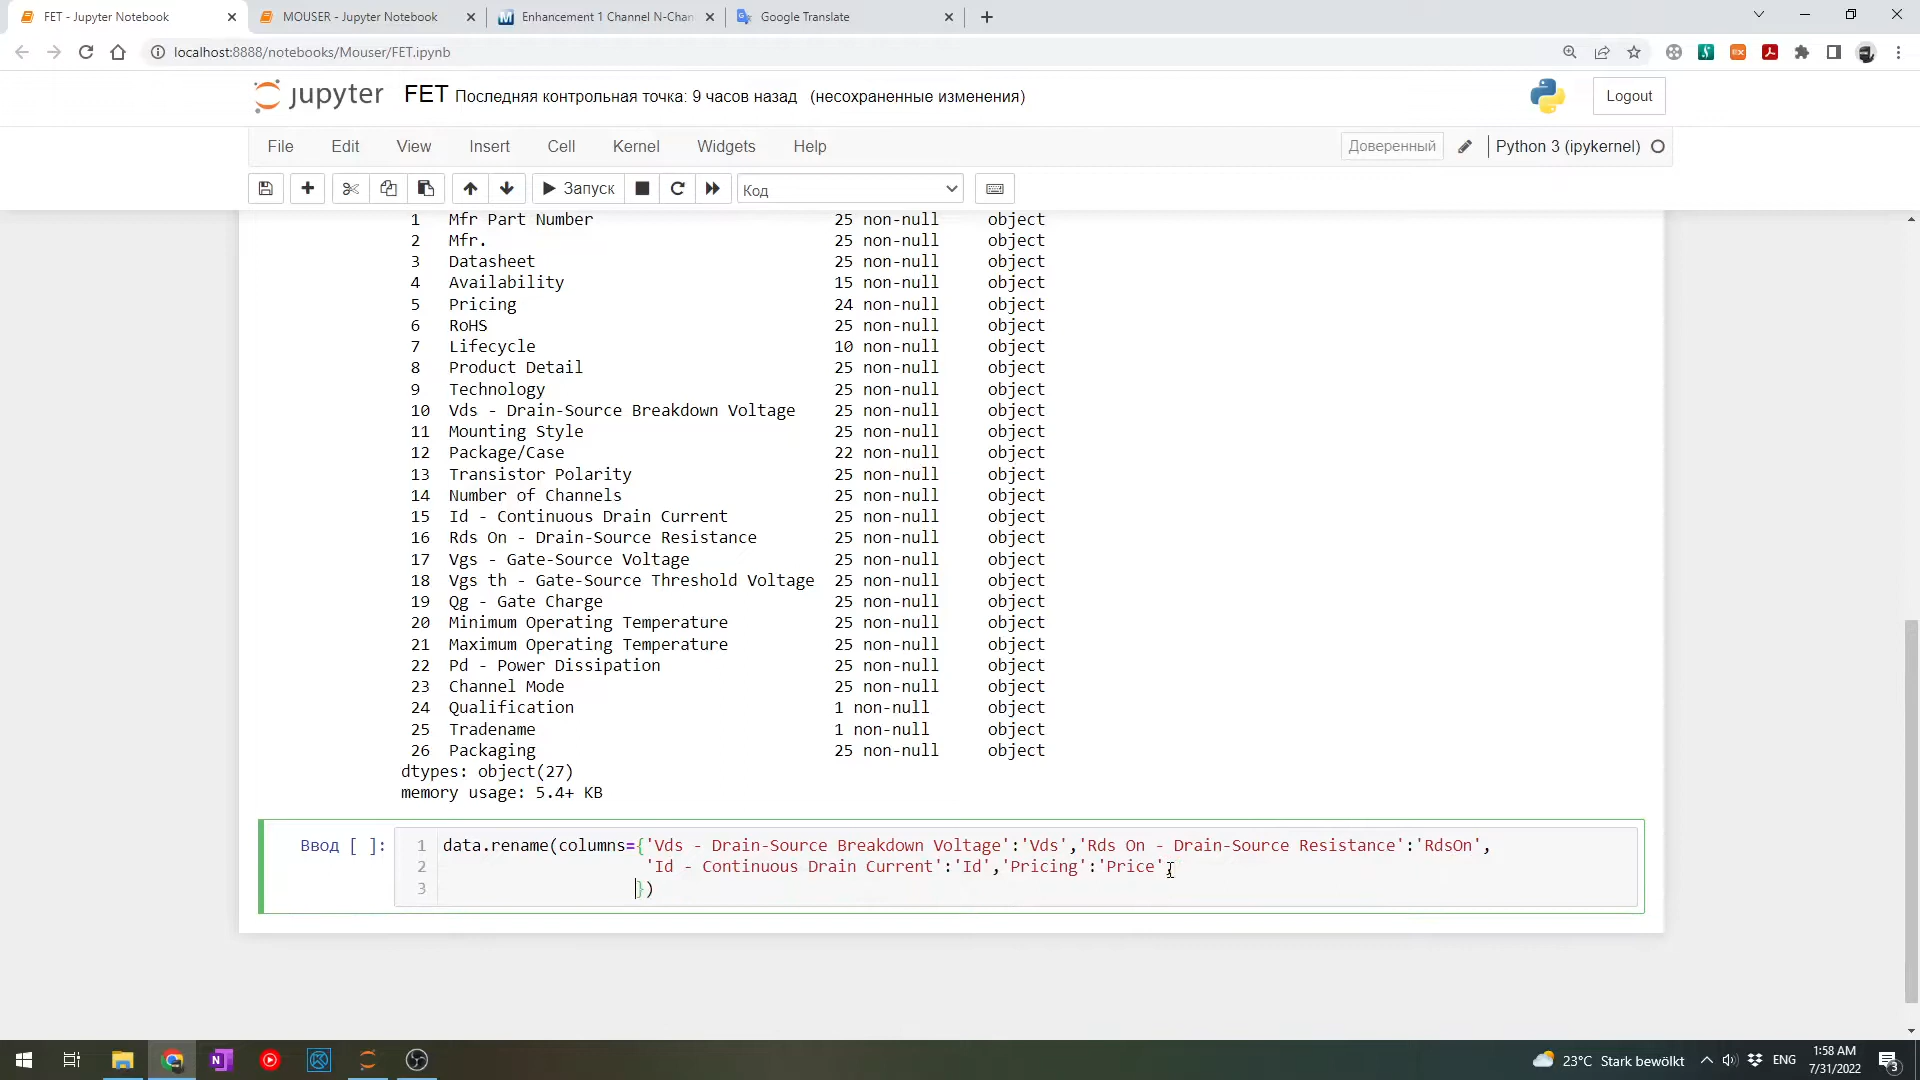 FET - Jupyter Notebook
MOUSER - Jupyter Notebook
Enhancement 1 Channel N-Chan
Google Translate
localhost:8888/notebooks/Mouser/FET.ipynb
jupyter FET Последняя контрольная точка: 9 часов назад (несохраненные изменения)
Logout
File Edit View Insert Cell Kernel Widgets Help
Доверенный
Python 3 (ipykernel)
Запуск
Код
1 Mfr Part Number 25 non-null object
2 Mfr. 25 non-null object
3 Datasheet 25 non-null object
4 Availability 15 non-null object
5 Pricing 24 non-null object
6 RoHS 25 non-null object
7 Lifecycle 10 non-null object
8 Product Detail 25 non-null object
9 Technology 25 non-null object
10 Vds - Drain-Source Breakdown Voltage 25 non-null object
11 Mounting Style 25 non-null object
12 Package/Case 22 non-null object
13 Transistor Polarity 25 non-null object
14 Number of Channels 25 non-null object
15 Id - Continuous Drain Current 25 non-null object
16 Rds On - Drain-Source Resistance 25 non-null object
17 Vgs - Gate-Source Voltage 25 non-null object
18 Vgs th - Gate-Source Threshold Voltage 25 non-null object
19 Qg - Gate Charge 25 non-null object
20 Minimum Operating Temperature 25 non-null object
21 Maximum Operating Temperature 25 non-null object
22 Pd - Power Dissipation 25 non-null object
23 Channel Mode 25 non-null object
24 Qualification 1 non-null object
25 Tradename 1 non-null object
26 Packaging 25 non-null object
dtypes: object(27)
memory usage: 5.4+ KB
Ввод [ ]:
1 data.rename(columns={'Vds - Drain-Source Breakdown Voltage':'Vds','Rds On - Drain-Source Resistance':'RdsOn',
2 'Id - Continuous Drain Current':'Id','Pricing':'Price',
3 })
23°C Stark bewölkt
ENG
1:58 AM
7/31/2022
3